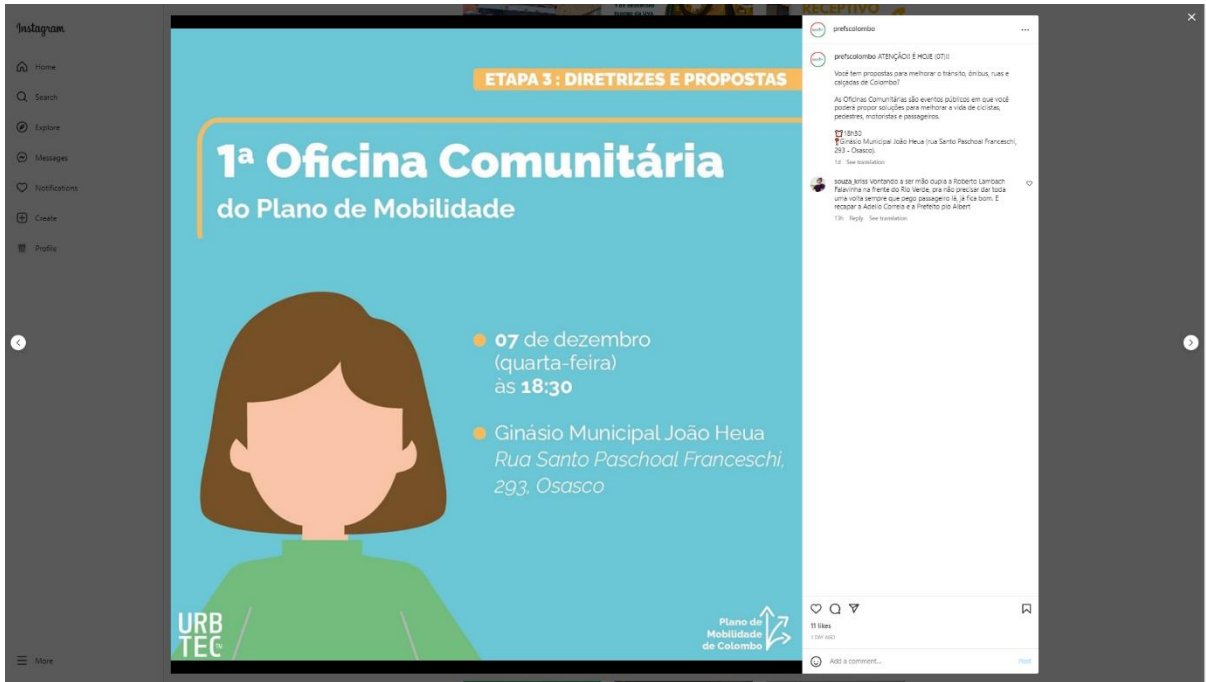 Instagram
Home
Search
Explore
Messages
Notifications
Create
Profile
More
RECEPTIVO
ETAPA 3 : DIRETRIZES E PROPOSTAS
1ª Oficina Comunitária
do Plano de Mobilidade
07 de dezembro
(quarta-feira)
às 18:30
Ginásio Municipal João Heua
Rua Santo Paschoal Franceschi,
293, Osasco
URB
TEC
Plano de
Mobilidade
de Colombo
prefscolombo
prefscolombo ATENÇÃO!! É HOJE (07)!!
Você tem propostas para melhorar o trânsito, ônibus, ruas e
calçadas de Colombo?
As Oficinas Comunitárias são eventos públicos em que você
poderá propor soluções para melhorar a vida de ciclistas,
pedestres, motoristas e passageiros.
18h30
Ginásio Municipal João Heua (rua Santo Paschoal Franceschi,
293 - Osasco).
1d See translation
souza_kriss Vontando a ser mão dupla a Roberto Lambach
Falavinha na frente do Rio Verde, pra não precisar dar toda
uma volta sempre que pego passageiro lá, já fica bom. E
recapar a Adelio Correia e a Prefeito pio Albert
13h Reply See translation
11 likes
1 DAY AGO
Add a comment...
Post